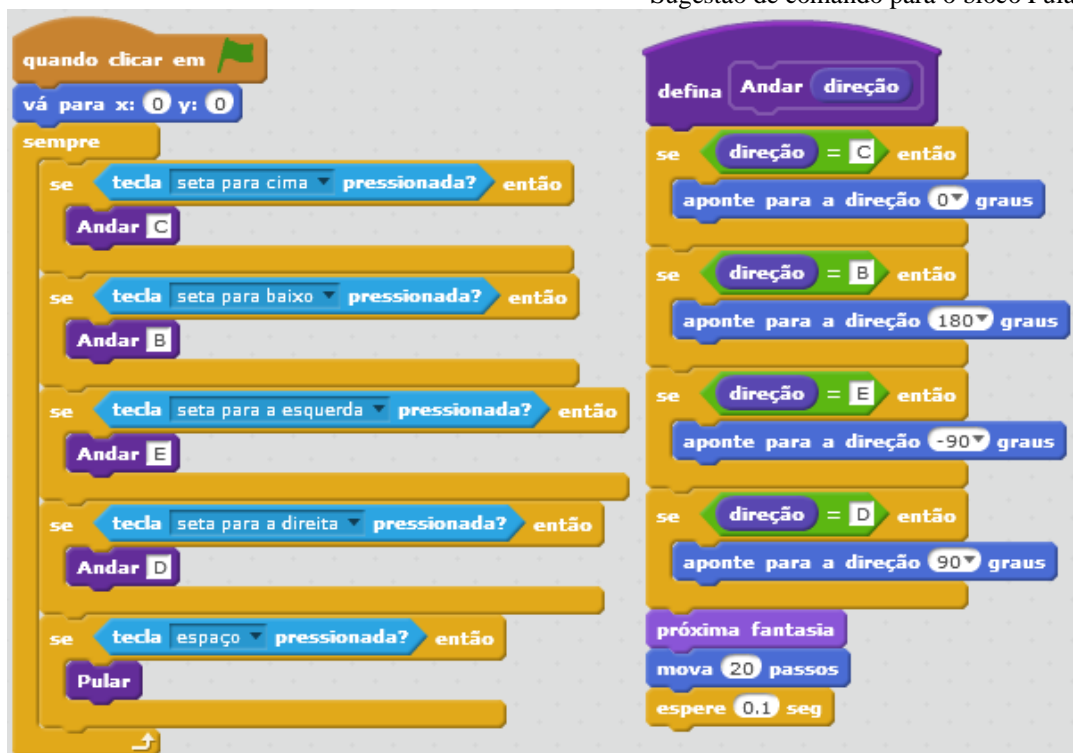 Sugestão de comando para o bloco Pula
quando clicar em
vá para x: 0 y: 0
sempre
se tecla seta para cima pressionada? então
Andar C
se tecla seta para baixo pressionada? então
Andar B
se tecla seta para a esquerda pressionada? então
Andar E
se tecla seta para a direita pressionada? então
Andar D
se tecla espaço pressionada? então
Pular
defina Andar direção
se direção = C então
aponte para a direção 0 graus
se direção = B então
aponte para a direção 180 graus
se direção = E então
aponte para a direção -90 graus
se direção = D então
aponte para a direção 90 graus
próxima fantasia
mova 20 passos
espere 0.1 seg